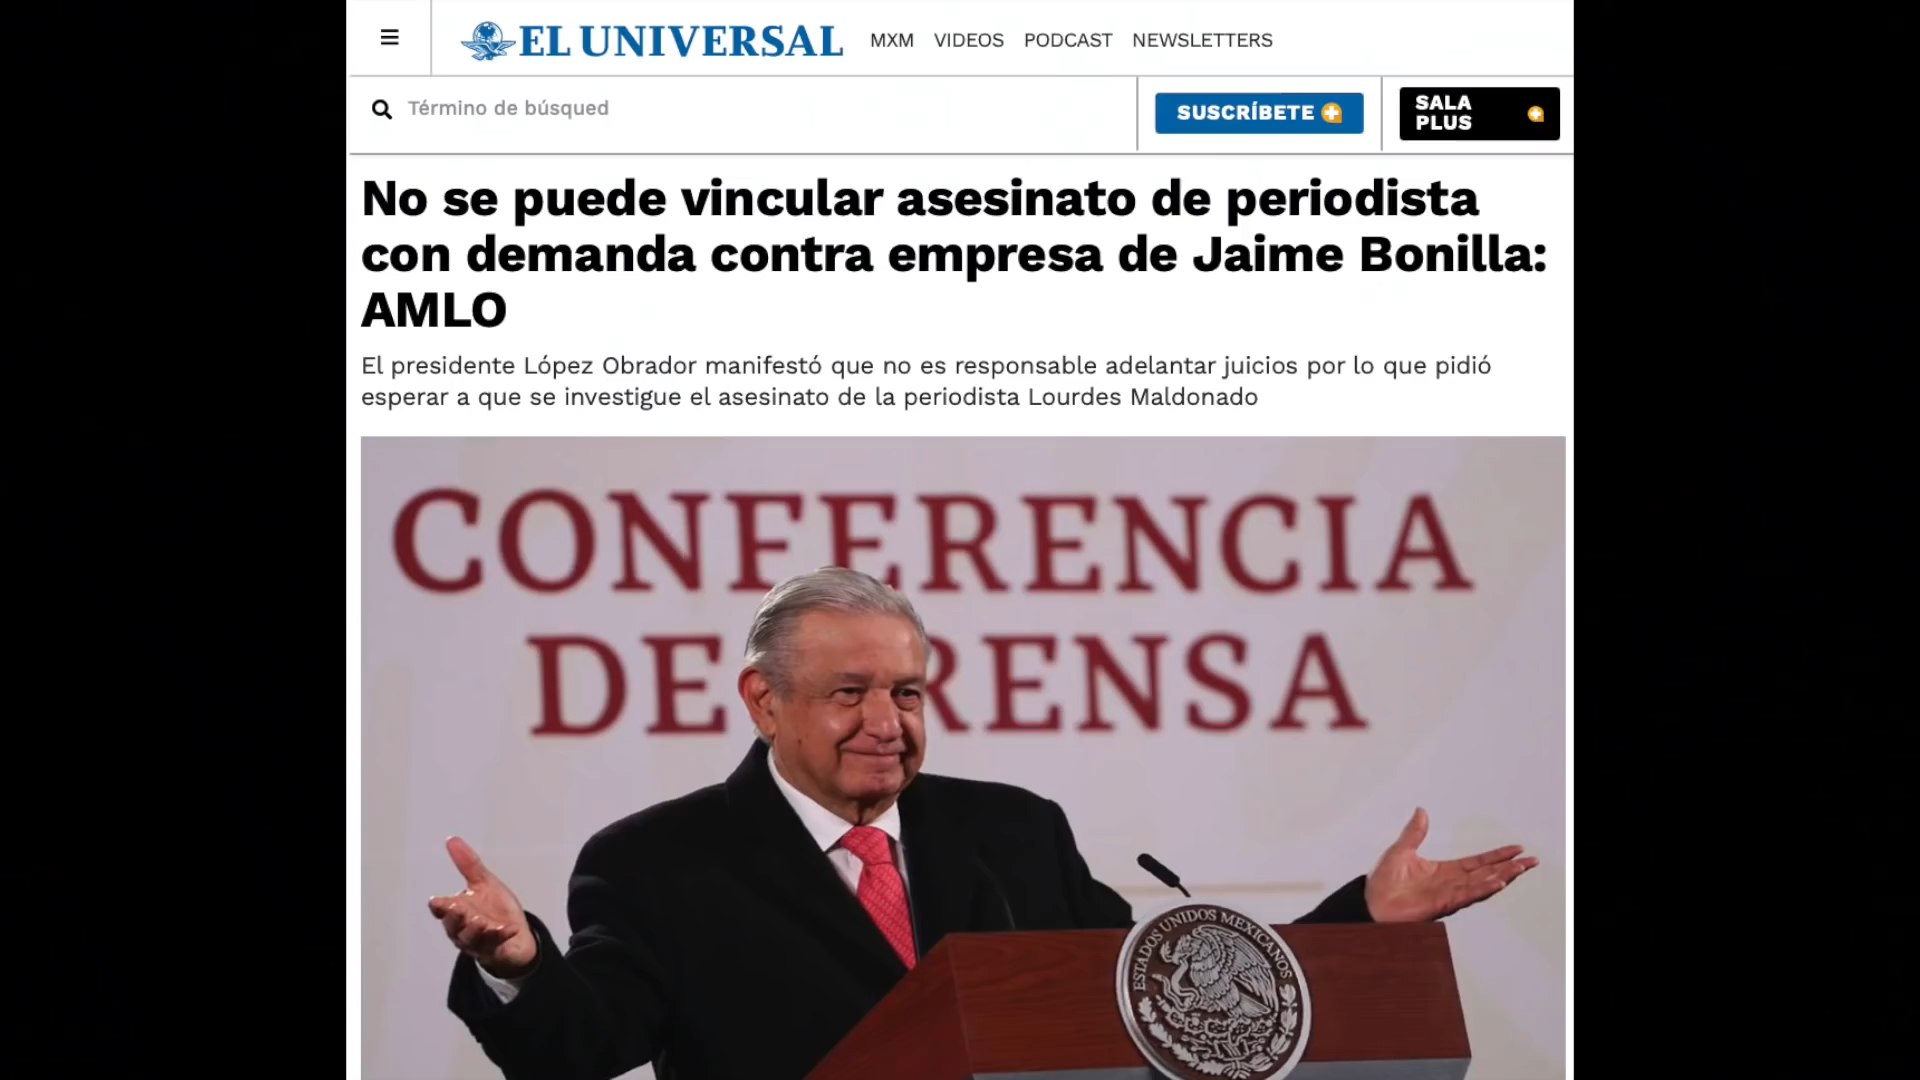 EL UNIVERSAL MXM VIDEOS PODCAST NEWSLETTERS
Término de búsqued
SUSCRÍBETE
SALA
PLUS
No se puede vincular asesinato de periodista
con demanda contra empresa de Jaime Bonilla:
AMLO
El presidente López Obrador manifestó que no es responsable adelantar juicios por lo que pidió
esperar a que se investigue el asesinato de la periodista Lourdes Maldonado
CONFERENCIA
DE RENSA
ESTADOS UNIDOS MEXICANOS